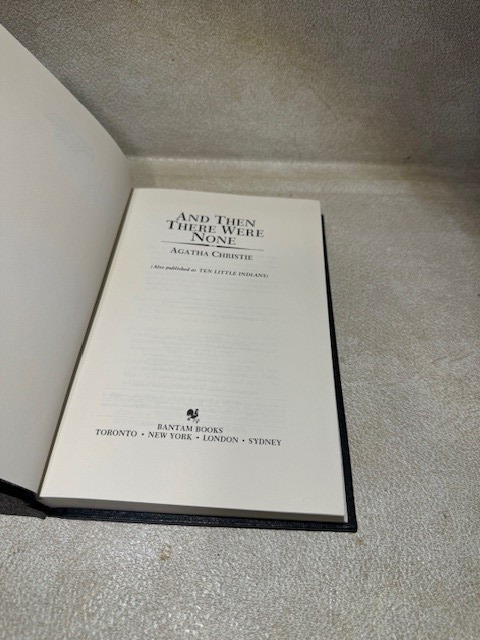 AND THEN
THERE WERE
NONE
AGATHA CHRISTIE
(Also published as TEN LITTLE INDIANS)
BANTAM BOOKS
TORONTO • NEW YORK • LONDON • SYDNEY